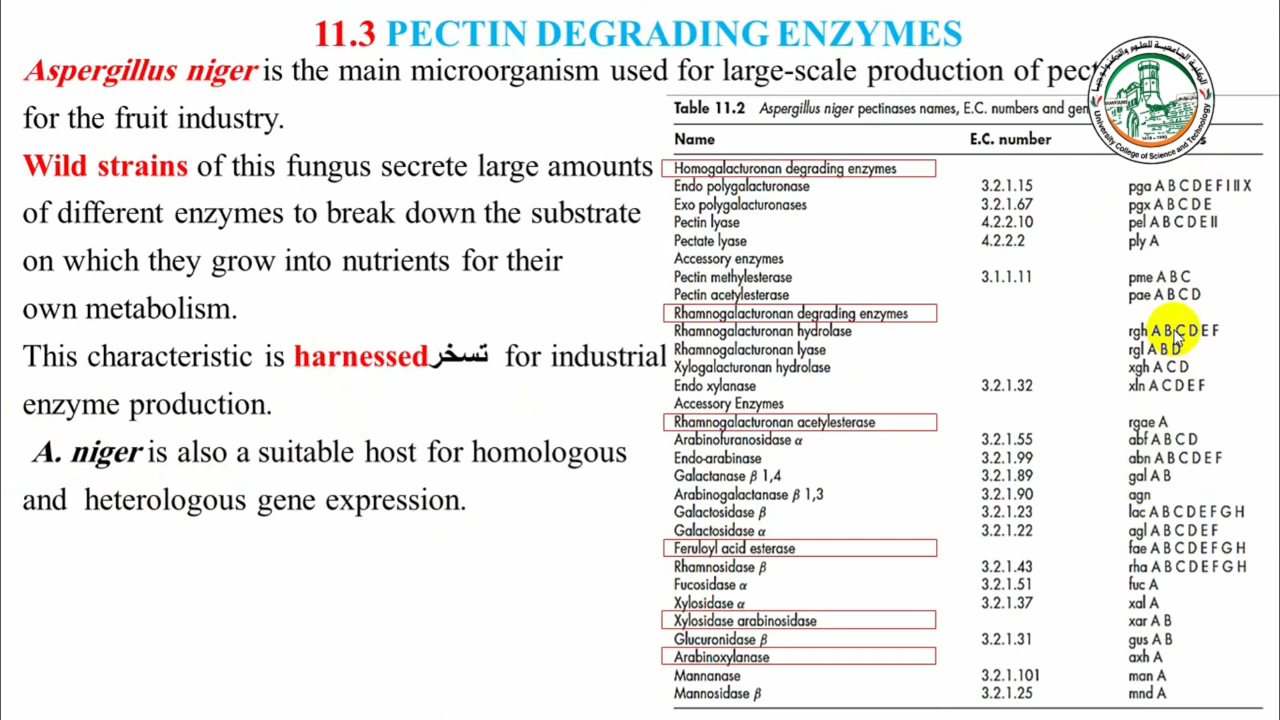 11.3 PECTIN DEGRADING ENZYMES
Aspergillus niger is the main microorganism used for large-scale production of
for the fruit industry.
Wild strains of this fungus secrete large amounts
of different enzymes to break down the substrate
on which they grow into nutrients for their
own metabolism.
This characteristic is harnessed تسخر for industrial
enzyme production.
A. niger is also a suitable host for homologous
and heterologous gene expression.
Table 11.2 Aspergillus niger pectinases names, E.C. numbers and
Name E.C. number
Homogalacturonan degrading enzymes
Endo polygalacturonase 3.2.1.15 pga A B C D E F I II X
Exo polygalacturonases 3.2.1.67 pgx A B C D E
Pectin lyase 4.2.2.10 pel A B C D E II
Pectate lyase 4.2.2.2 ply A
Accessory enzymes
Pectin methylesterase 3.1.1.11 pme A B C
Pectin acetylesterase pae A B C D
Rhamnogalacturonan degrading enzymes
Rhamnogalacturonan hydrolase rgh A B C D E F
Rhamnogalacturonan lyase rgl A B D
Xylogalacturonan hydrolase xgh A C D
Endo xylanase 3.2.1.32 xln A C D E F
Accessory Enzymes
Rhamnogalacturonan acetylesterase rgae A
Arabinofuranosidase α 3.2.1.55 abf A B C D
Endo-arabinase 3.2.1.99 abn A B C D E F
Galactanase β 1,4 3.2.1.89 gal A B
Arabinogalactanase β 1,3 3.2.1.90 agn
Galactosidase β 3.2.1.23 lac A B C D E F G H
Galactosidase α 3.2.1.22 agl A B C D E F
Feruloyl acid esterase fae A B C D E F G H
Rhamnosidase β 3.2.1.43 rha A B C D E F G H
Fucosidase α 3.2.1.51 fuc A
Xylosidase α 3.2.1.37 xal A
Xylosidase arabinosidase xar A B
Glucuronidase β 3.2.1.31 gus A B
Arabinoxylanase axh A
Mannanase 3.2.1.101 man A
Mannosidase β 3.2.1.25 mnd A
University College of Science and Technology